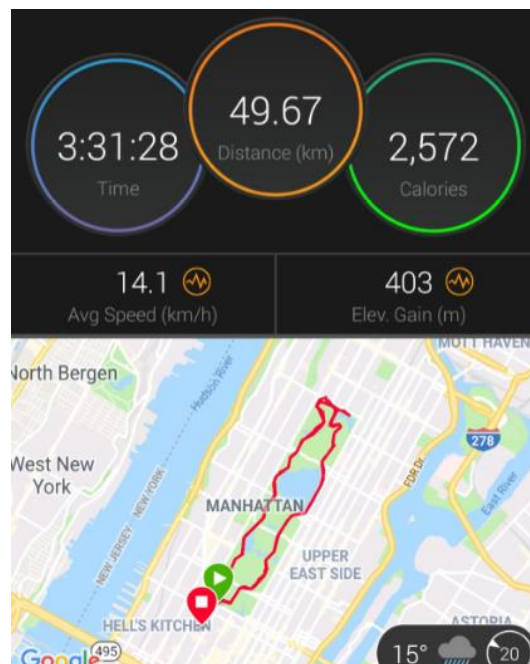 49.67
Distance (km)
3:31:28
Time
2,572
Calories
14.1
Avg Speed (km/h)
403
Elev. Gain (m)
MOTT HAVEN
North Bergen
Hudson River
278
West New
York
FDR Dr.
East River
MANHATTAN
NEW JERSEY
NEW YORK
UPPER
EAST SIDE
HELL'S KITCHEN
ASTORIA
Google
495
15°
20